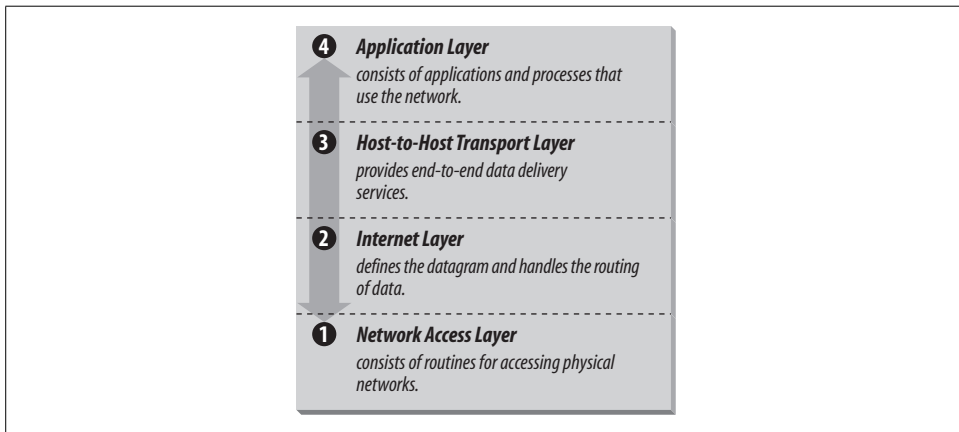 4 Application Layer
consists of applications and processes that
use the network.
3 Host-to-Host Transport Layer
provides end-to-end data delivery
services.
2 Internet Layer
defines the datagram and handles the routing
of data.
1 Network Access Layer
consists of routines for accessing physical
networks.